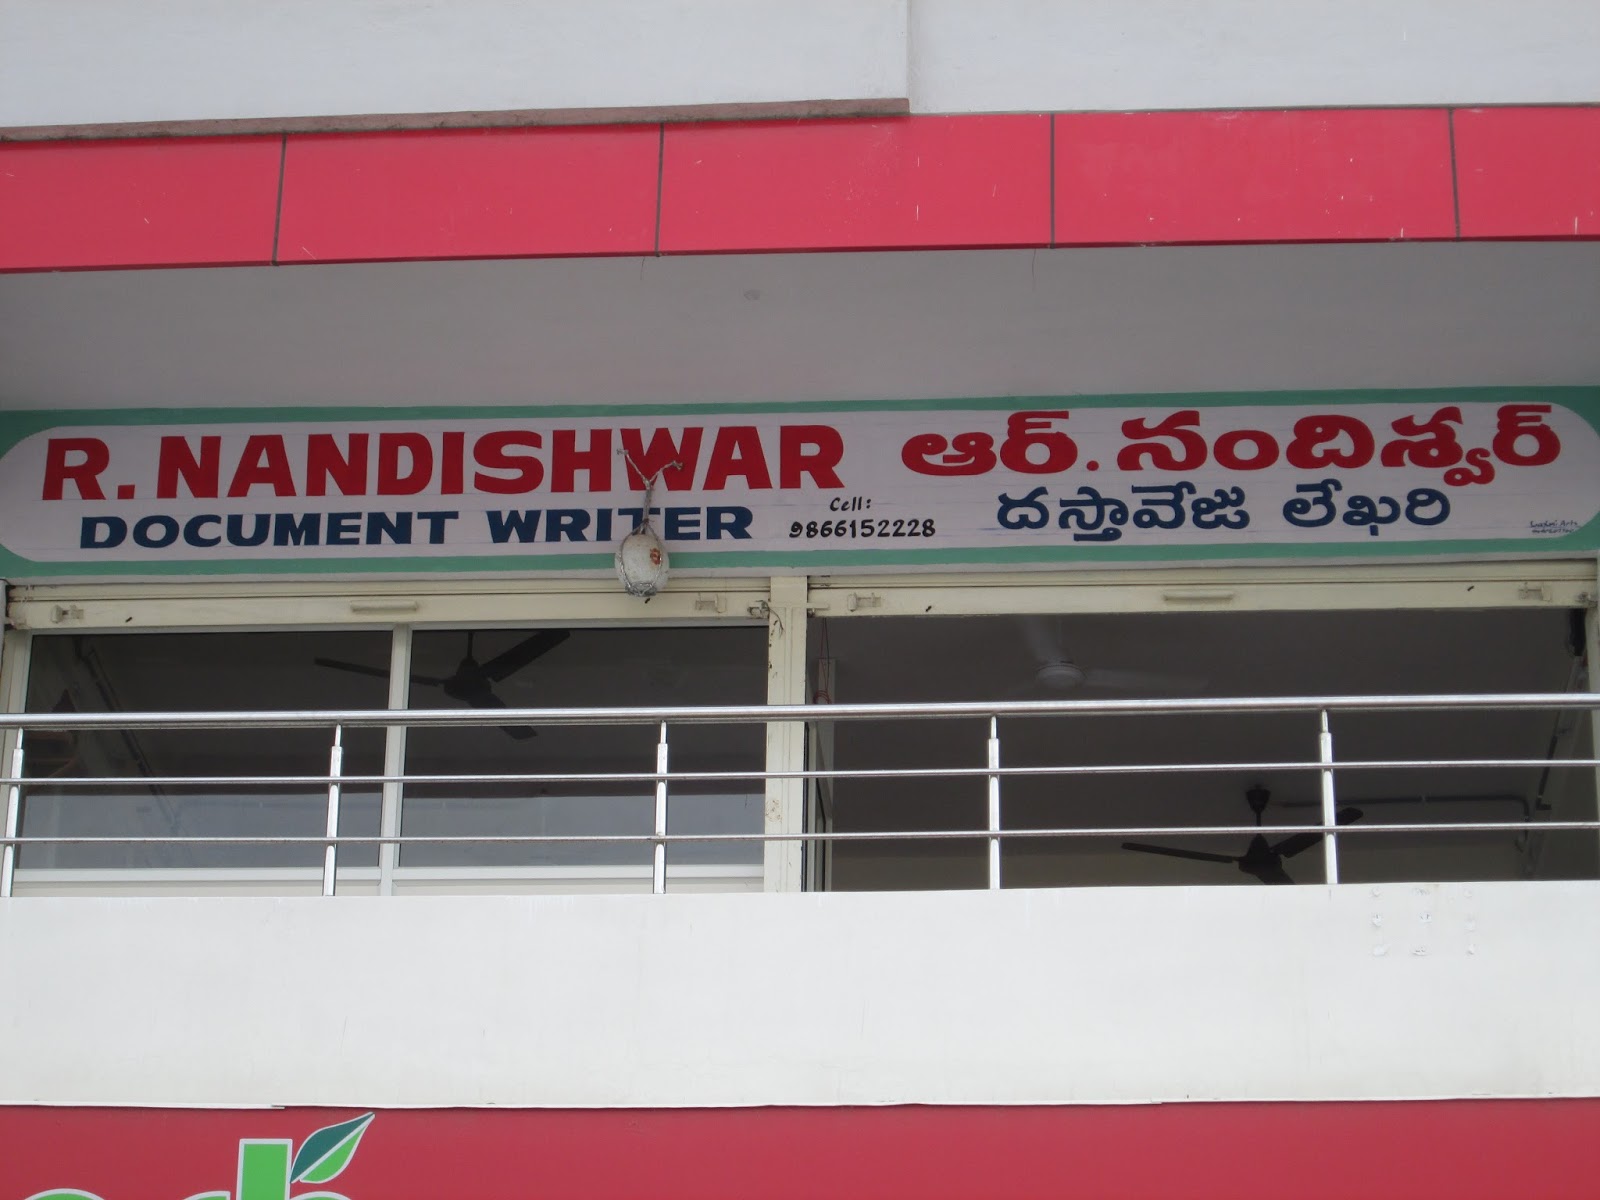 R. NANDISHWAR
DOCUMENT WRITER
Cell:
9866152228
ఆర్. నందిశ్వర్
దస్తావేజు లేఖరి